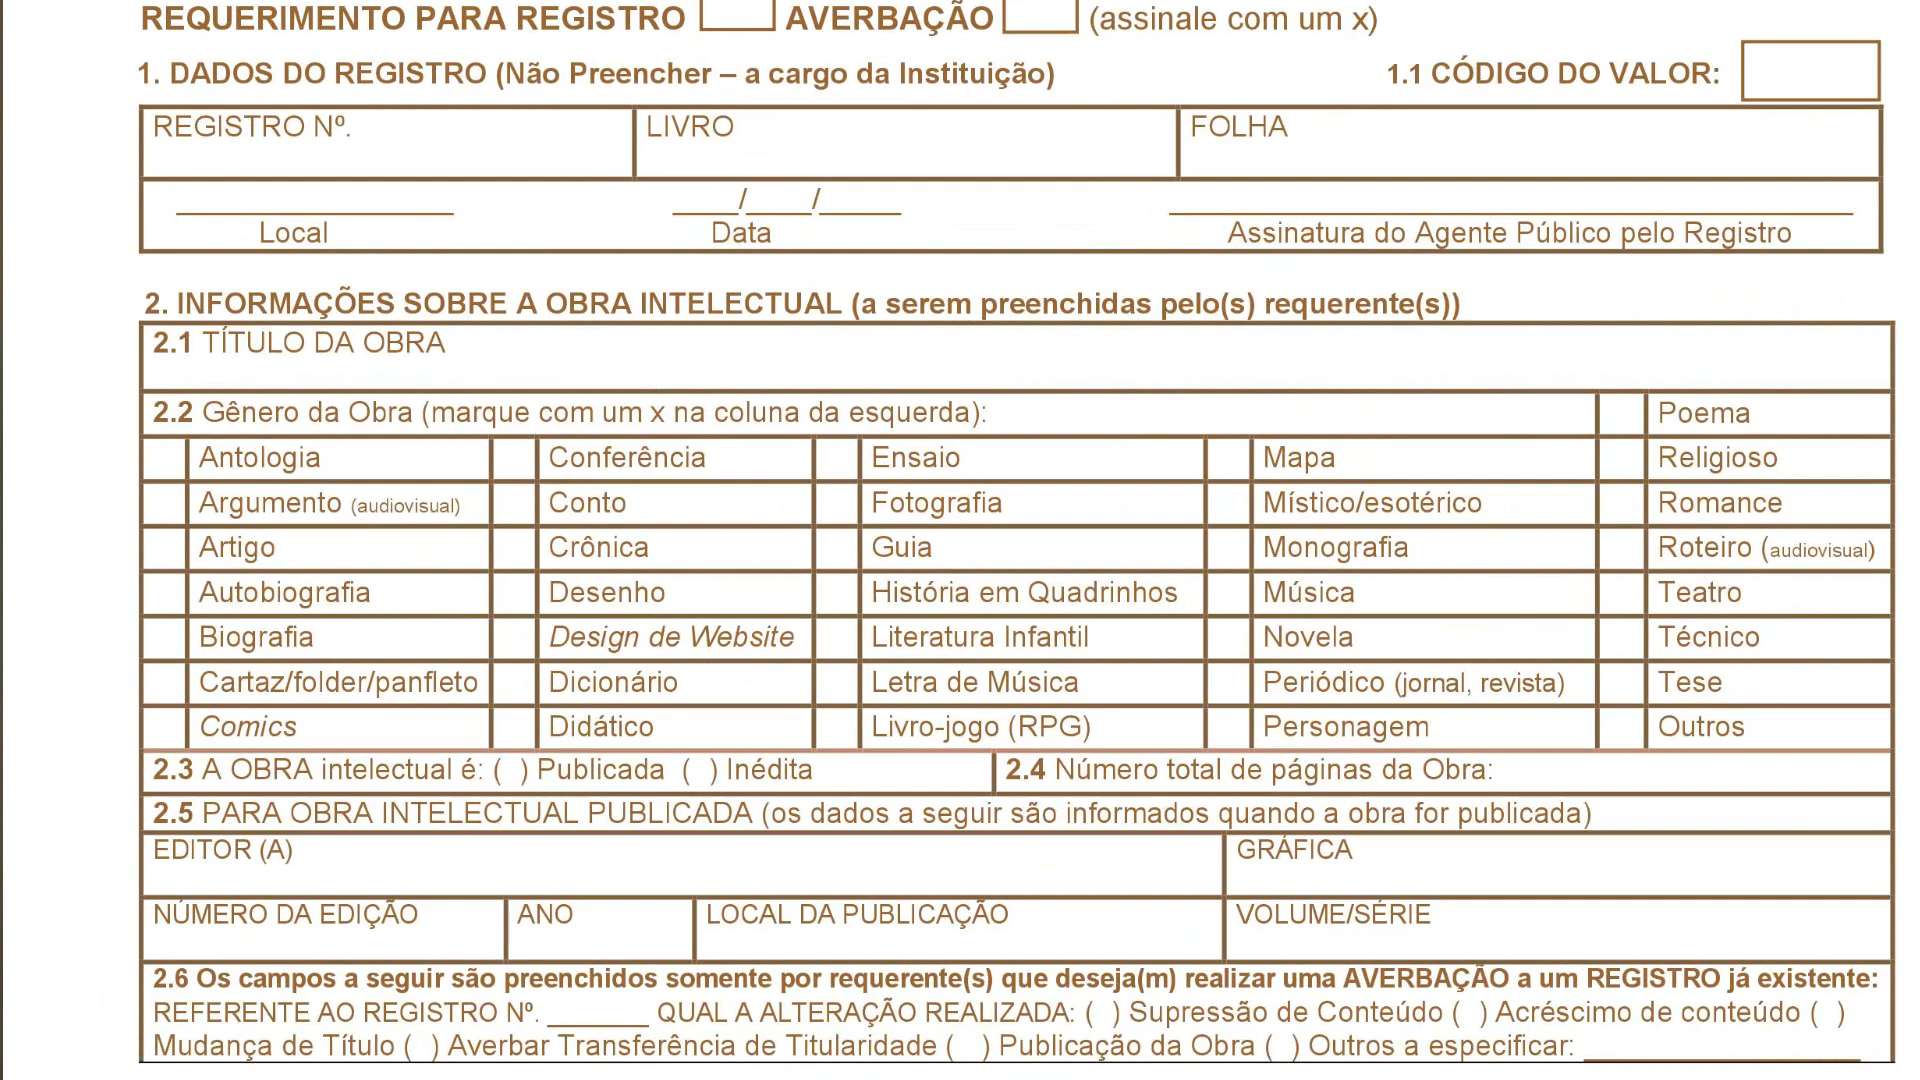 REQUERIMENTO PARA REGISTRO AVERBAÇÃO (assinale com um x)
1. DADOS DO REGISTRO (Não Preencher – a cargo da Instituição) 1.1 CÓDIGO DO VALOR:
REGISTRO Nº. LIVRO FOLHA
____/____/_____
Local Data Assinatura do Agente Público pelo Registro
2. INFORMAÇÕES SOBRE A OBRA INTELECTUAL (a serem preenchidas pelo(s) requerente(s))
2.1 TÍTULO DA OBRA
2.2 Gênero da Obra (marque com um x na coluna da esquerda): Poema
Antologia Conferência Ensaio Mapa Religioso
Argumento (audiovisual) Conto Fotografia Místico/esotérico Romance
Artigo Crônica Guia Monografia Roteiro (audiovisual)
Autobiografia Desenho História em Quadrinhos Música Teatro
Biografia Design de Website Literatura Infantil Novela Técnico
Cartaz/folder/panfleto Dicionário Letra de Música Periódico (jornal, revista) Tese
Comics Didático Livro-jogo (RPG) Personagem Outros
2.3 A OBRA intelectual é: ( ) Publicada ( ) Inédita 2.4 Número total de páginas da Obra:
2.5 PARA OBRA INTELECTUAL PUBLICADA (os dados a seguir são informados quando a obra for publicada)
EDITOR (A) GRÁFICA
NÚMERO DA EDIÇÃO ANO LOCAL DA PUBLICAÇÃO VOLUME/SÉRIE
2.6 Os campos a seguir são preenchidos somente por requerente(s) que deseja(m) realizar uma AVERBAÇÃO a um REGISTRO já existente:
REFERENTE AO REGISTRO Nº. ______ QUAL A ALTERAÇÃO REALIZADA: ( ) Supressão de Conteúdo ( ) Acréscimo de conteúdo ( )
Mudança de Título ( ) Averbar Transferência de Titularidade ( ) Publicação da Obra ( ) Outros a especificar: _________________